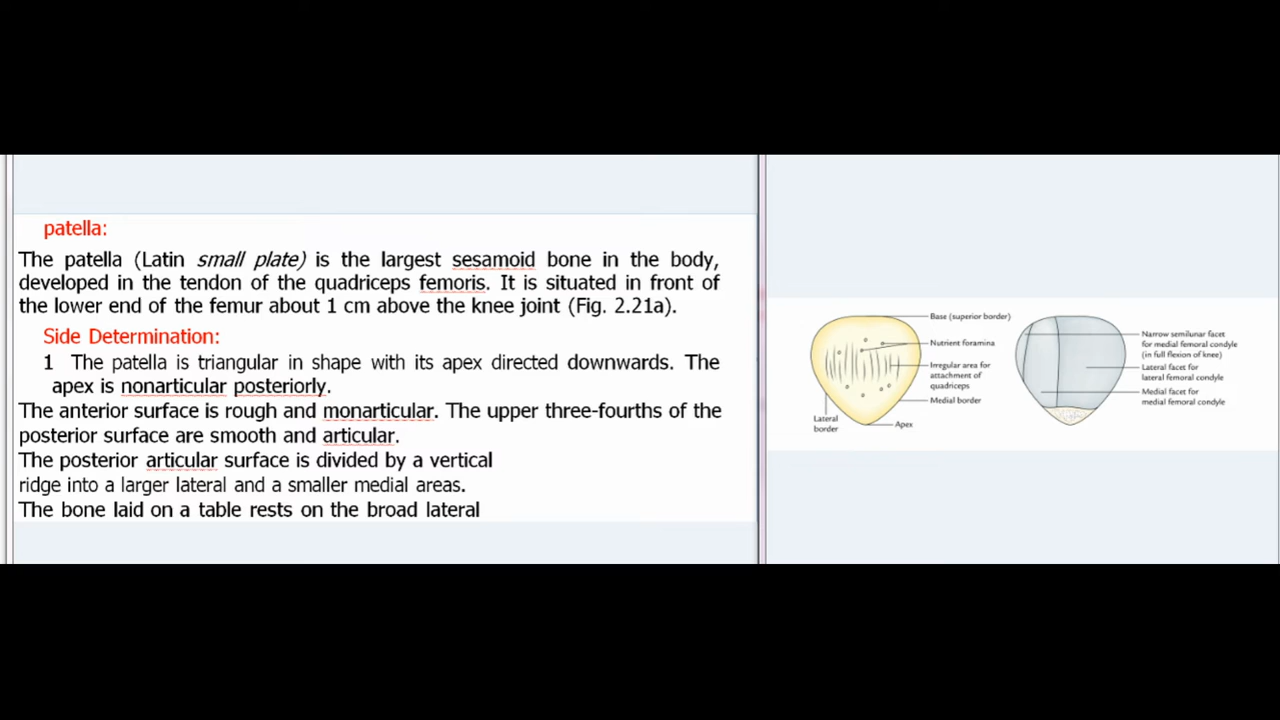 patella:
The patella (Latin small plate) is the largest sesamoid bone in the body,
developed in the tendon of the quadriceps femoris. It is situated in front of
the lower end of the femur about 1 cm above the knee joint (Fig. 2.21a).
Side Determination:
1 The patella is triangular in shape with its apex directed downwards. The
apex is nonarticular posteriorly.
The anterior surface is rough and monarticular. The upper three-fourths of the
posterior surface are smooth and articular.
The posterior articular surface is divided by a vertical
ridge into a larger lateral and a smaller medial areas.
The bone laid on a table rests on the broad lateral
Base (superior border)
Nutrient foramina
Irregular area for
attachment of
quadriceps
Medial border
Apex
Lateral
border
Narrow semilunar facet
for medial femoral condyle
(in full flexion of knee)
Lateral facet for
lateral femoral condyle
Medial facet for
medial femoral condyle